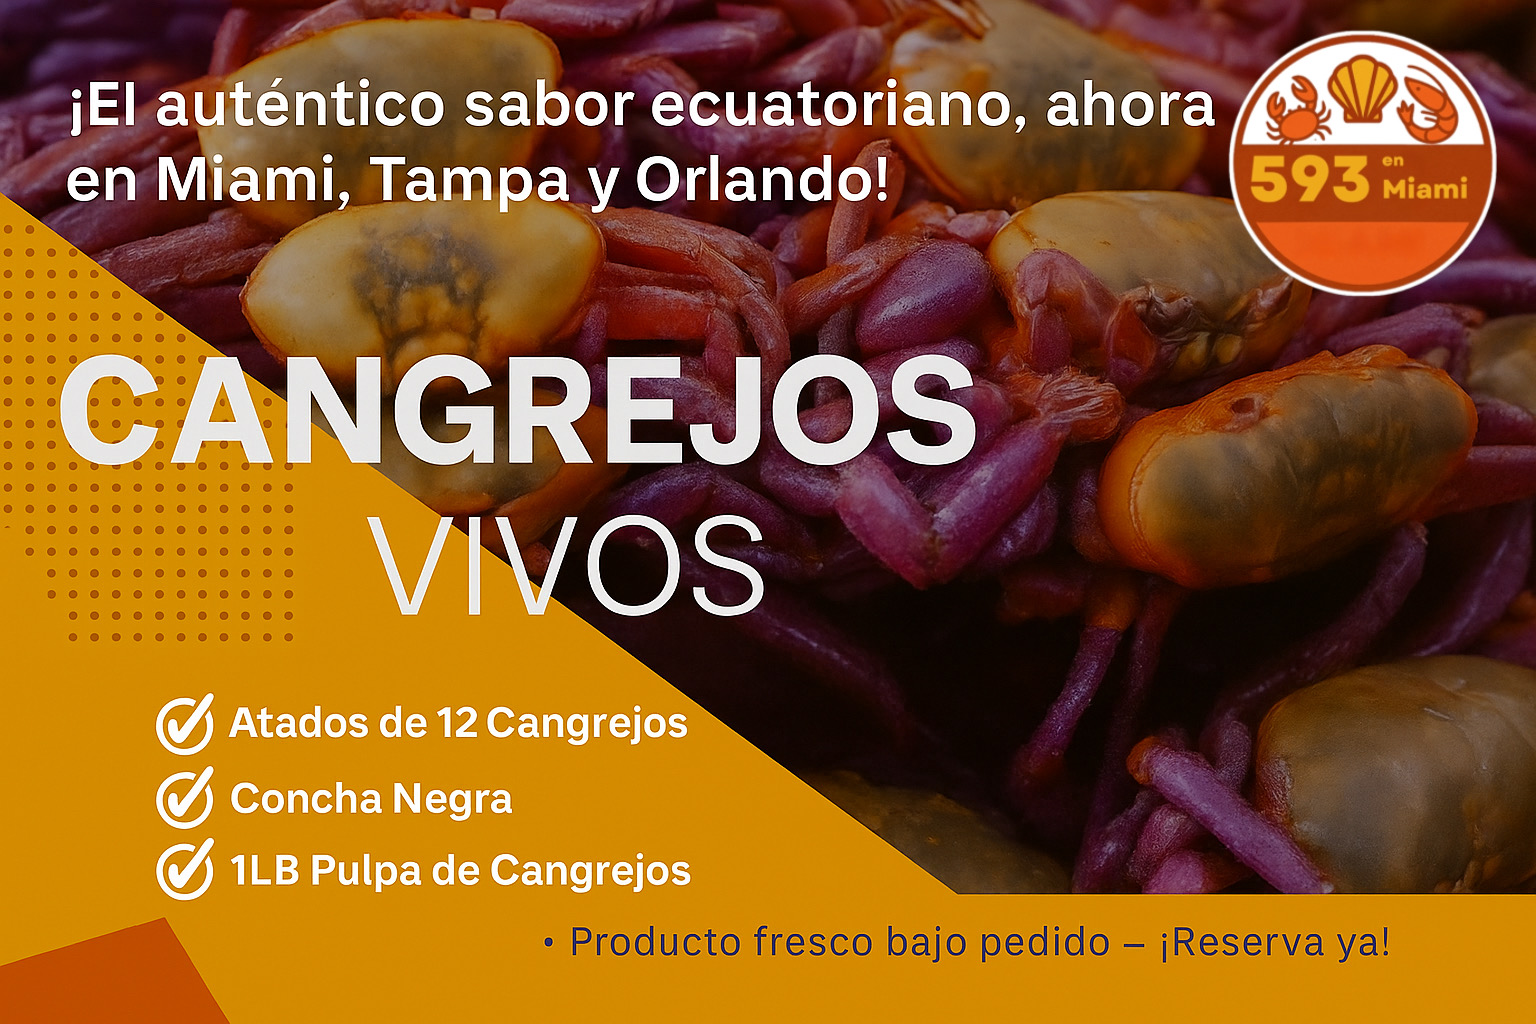 ¡El auténtico sabor ecuatoriano, ahora
en Miami, Tampa y Orlando!
593 en Miami
CANGREJOS
VIVOS
Atados de 12 Cangrejos
Concha Negra
1LB Pulpa de Cangrejos
• Producto fresco bajo pedido – ¡Reserva ya!